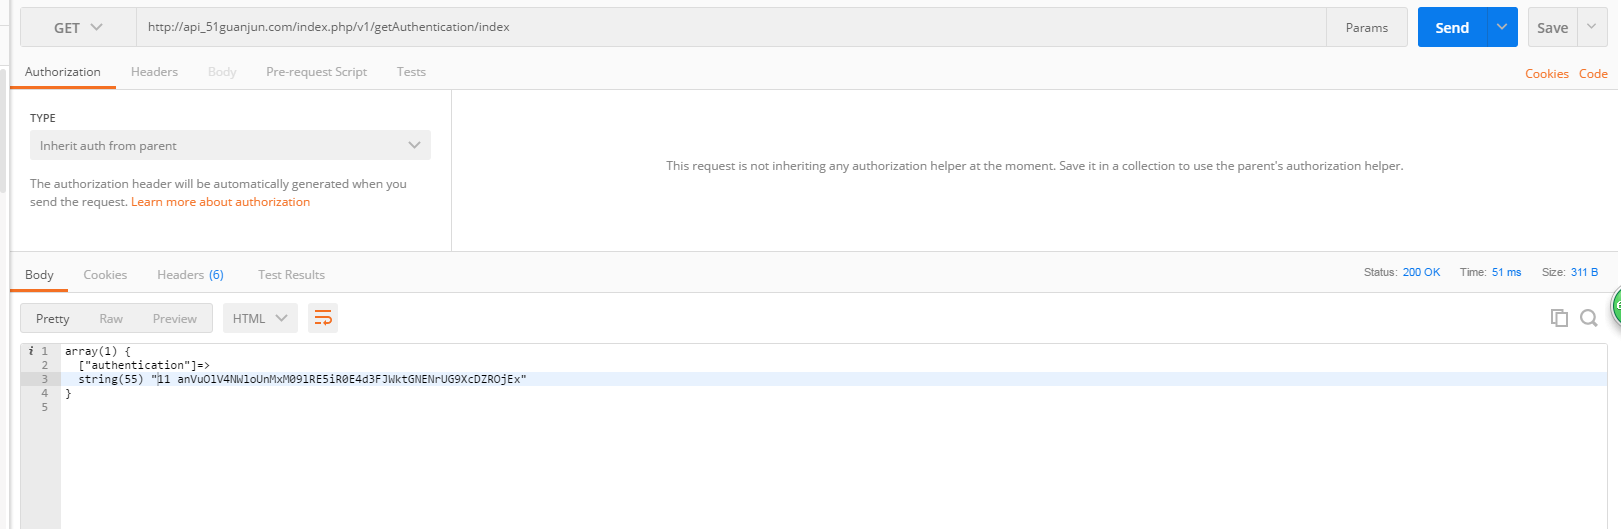 GET http://api_51guanjun.com/index.php/v1/getAuthentication/index Params Send Save
Authorization Headers Body Pre-request Script Tests Cookies Code
TYPE
Inherit auth from parent
The authorization header will be automatically generated when you
send the request. Learn more about authorization
This request is not inheriting any authorization helper at the moment. Save it in a collection to use the parent's authorization helper.
Body Cookies Headers (6) Test Results Status: 200 OK Time: 51 ms Size: 311 B
Pretty Raw Preview HTML
i 1 array(1) {
2 ["authentication"]=>
3 string(55) "11 anVuOlV4NWloUnMxM09lRE5iR0E4d3FJWktGNENrUG9XcDZROjEx"
4 }
5